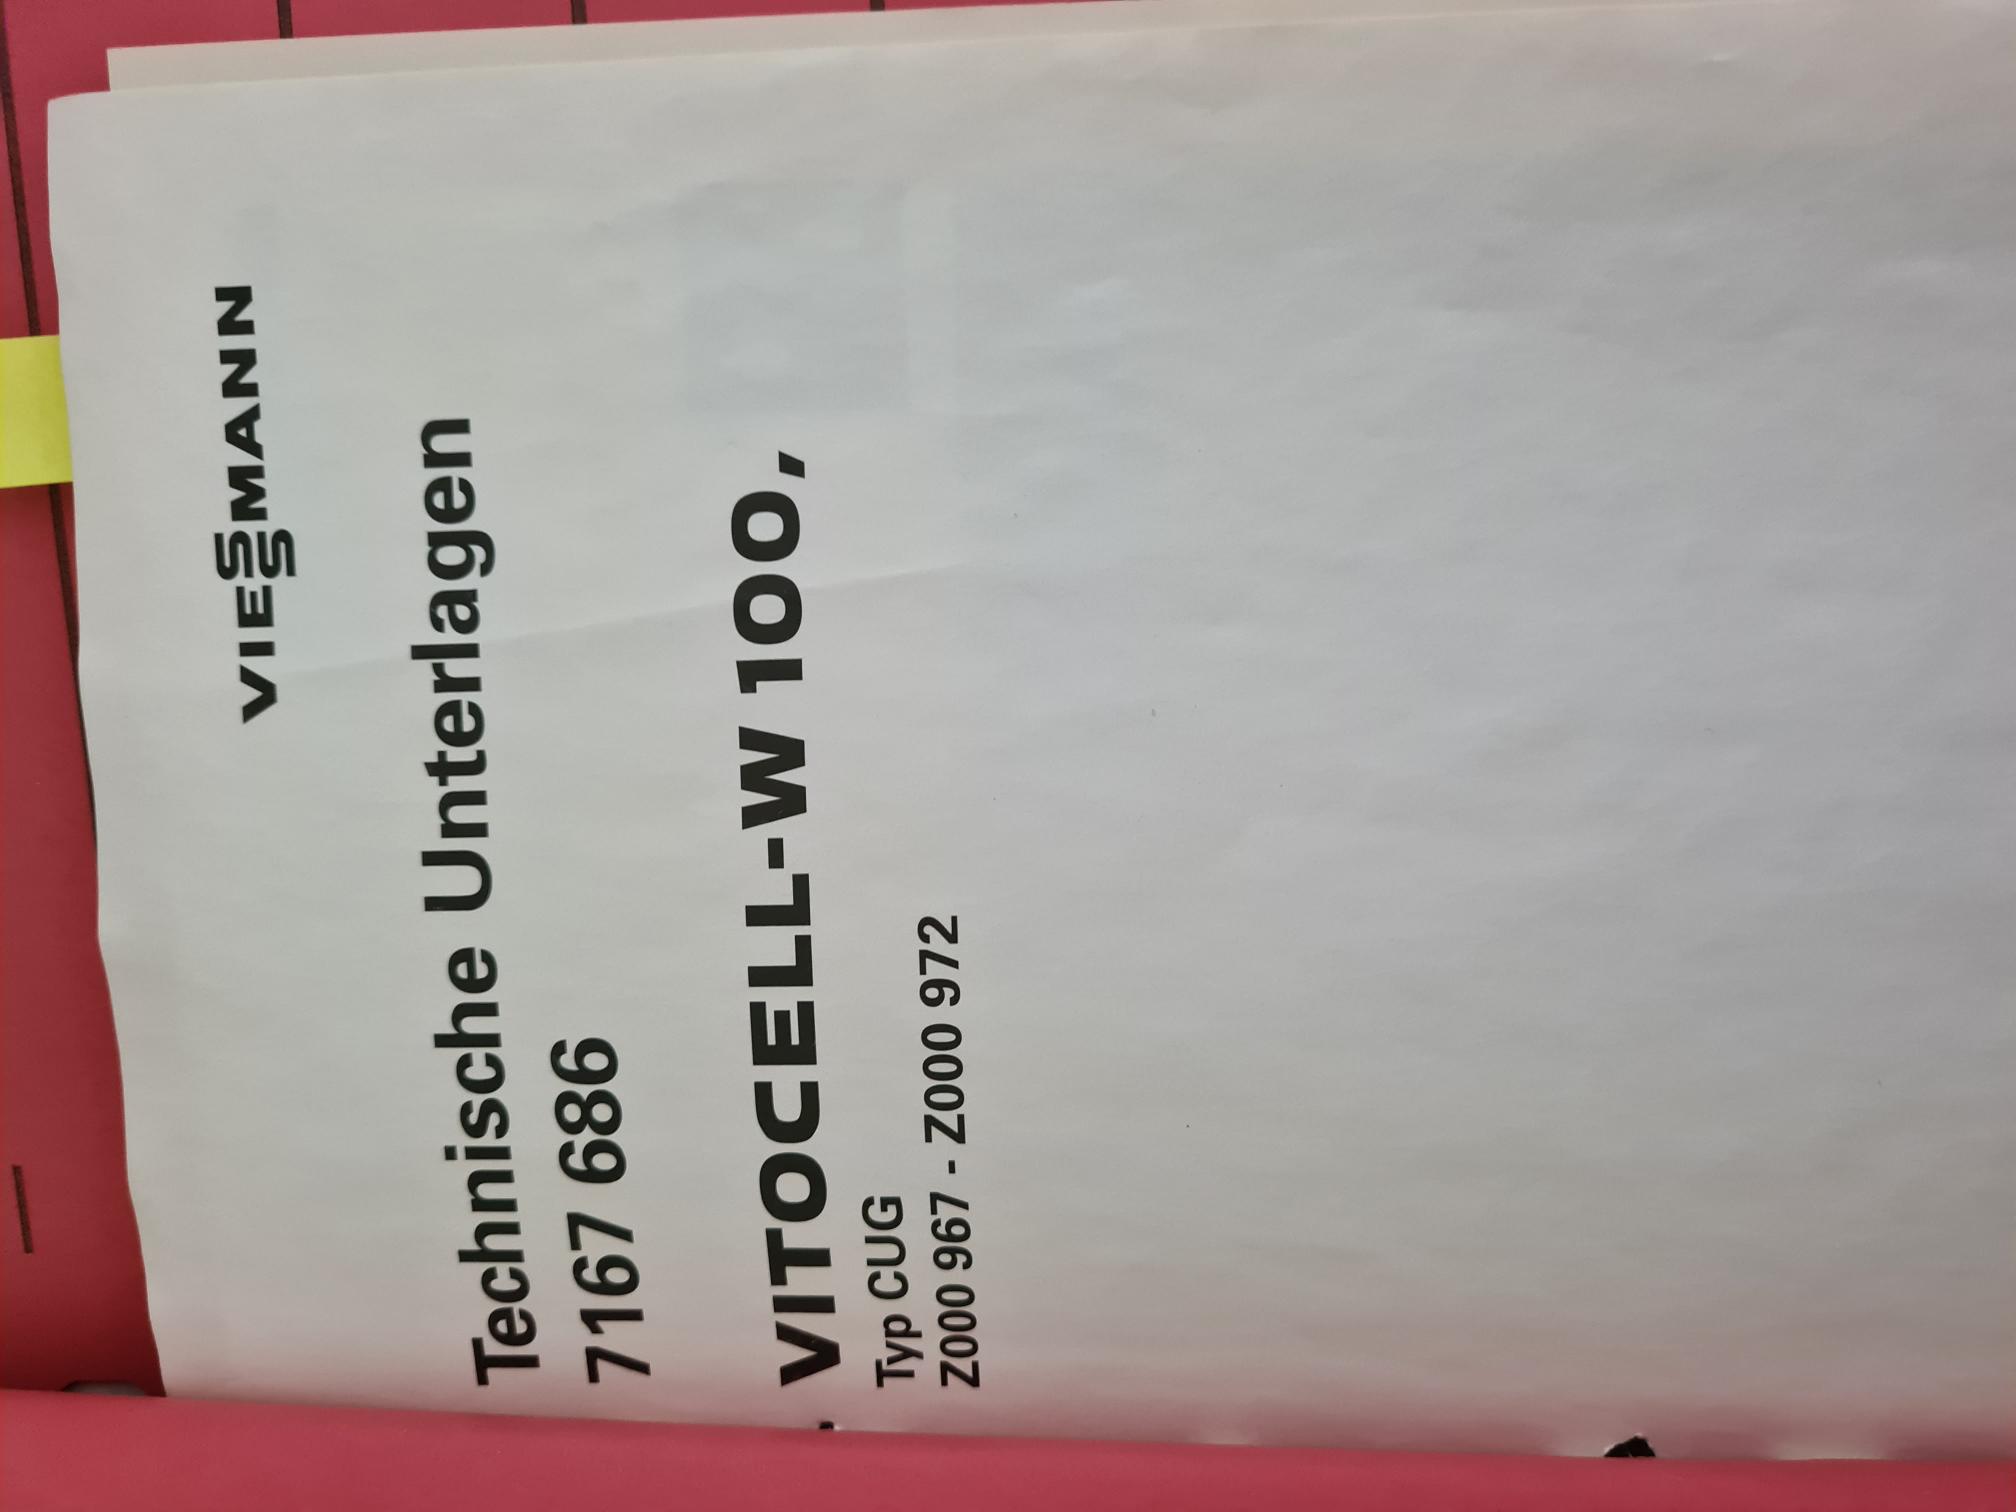 VIESSMANN
Technische Unterlagen
7167 686
VITOCELL-W 100,
Typ CUG
Z000 967 - Z000 972